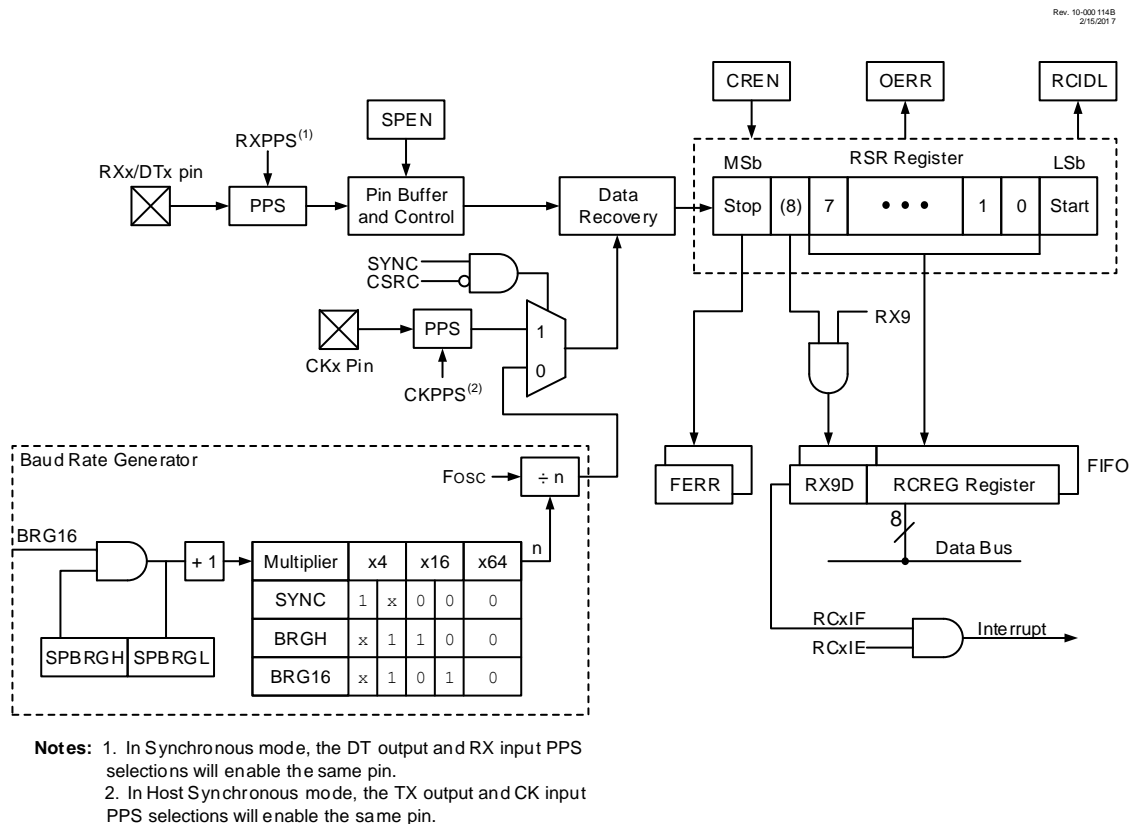 Rev. 10-000 114B
2/15/201 7
CREN
OERR
RCIDL
SPEN
RXPPS(1)
RXx/DTx pin
PPS
Pin Buffer
and Control
Data
Recovery
MSb
RSR Register
LSb
Stop (8) 7 • • • 1 0 Start
SYNC
CSRC
CKx Pin
PPS
CKPPS(2)
1
0
RX9
Baud Rate Generator
Fosc
÷ n
n
BRG16
+ 1
SPBRGH SPBRGL
Multiplier x4 x16 x64
SYNC 1 x 0 0 0
BRGH x 1 1 0 0
BRG16 x 1 0 1 0
FERR
RX9D RCREG Register
FIFO
8
Data Bus
RCxIF
RCxIE
Interrupt
Notes: 1. In Synchronous mode, the DT output and RX input PPS
selections will enable the same pin.
2. In Host Synchronous mode, the TX output and CK input
PPS selections will enable the same pin.